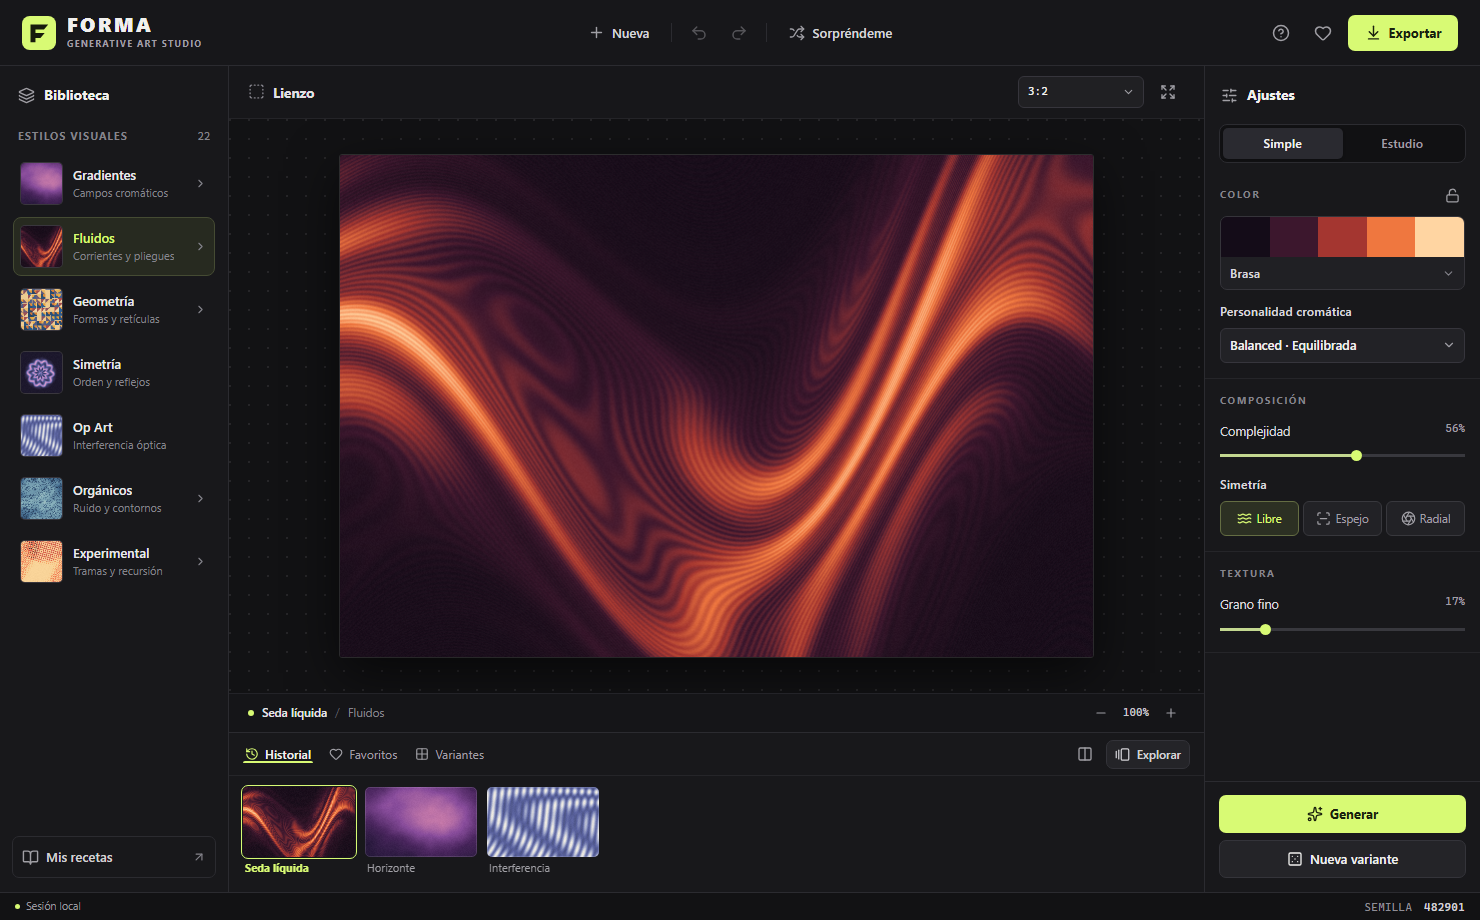 FORMA
GENERATIVE ART STUDIO
Nueva
Sorpréndeme
Exportar
Biblioteca
ESTILOS VISUALES 22
Gradientes
Campos cromáticos
Fluidos
Corrientes y pliegues
Geometría
Formas y retículas
Simetría
Orden y reflejos
Op Art
Interferencia óptica
Orgánicos
Ruido y contornos
Experimental
Tramas y recursión
Mis recetas
Lienzo
3:2
Seda líquida / Fluidos
100%
Historial
Favoritos
Variantes
Explorar
Seda líquida
Horizonte
Interferencia
Ajustes
Simple
Estudio
COLOR
Brasa
Personalidad cromática
Balanced · Equilibrada
COMPOSICIÓN
Complejidad 56%
Simetría
Libre
Espejo
Radial
TEXTURA
Grano fino 17%
Generar
Nueva variante
Sesión local
SEMILLA 482901